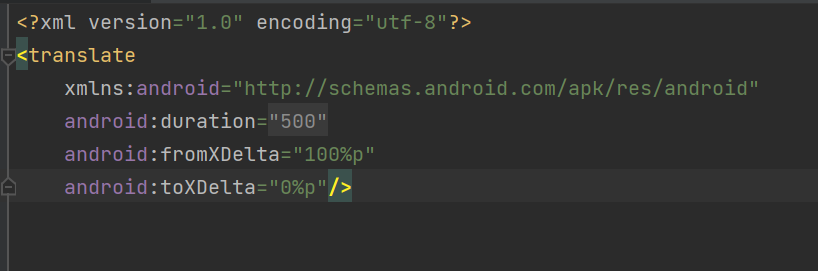 <?xml version="1.0" encoding="utf-8"?>
<translate
xmlns:android="http://schemas.android.com/apk/res/android"
android:duration="500"
android:fromXDelta="100%p"
android:toXDelta="0%p"/>